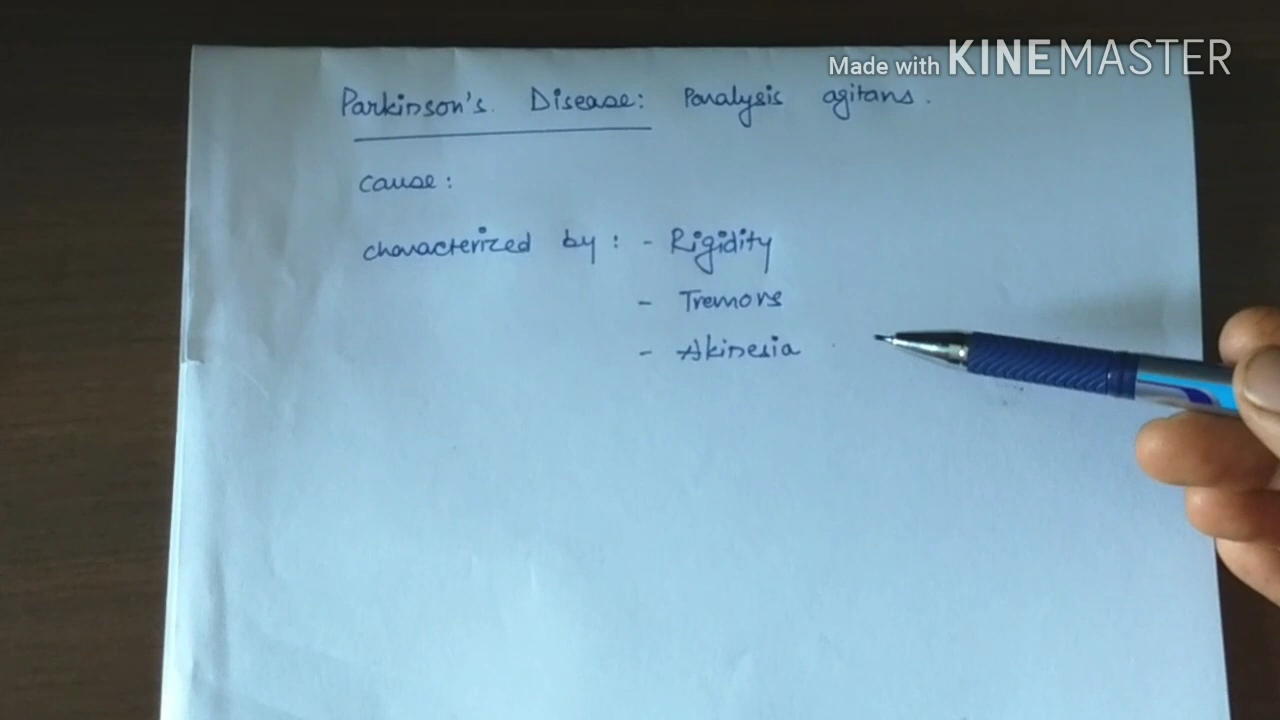 Made with KINEMASTER
Parkinson's. Disease: Paralysis agitans.
cause:
characterized by: - Rigidity
- Tremors
- Akinesia